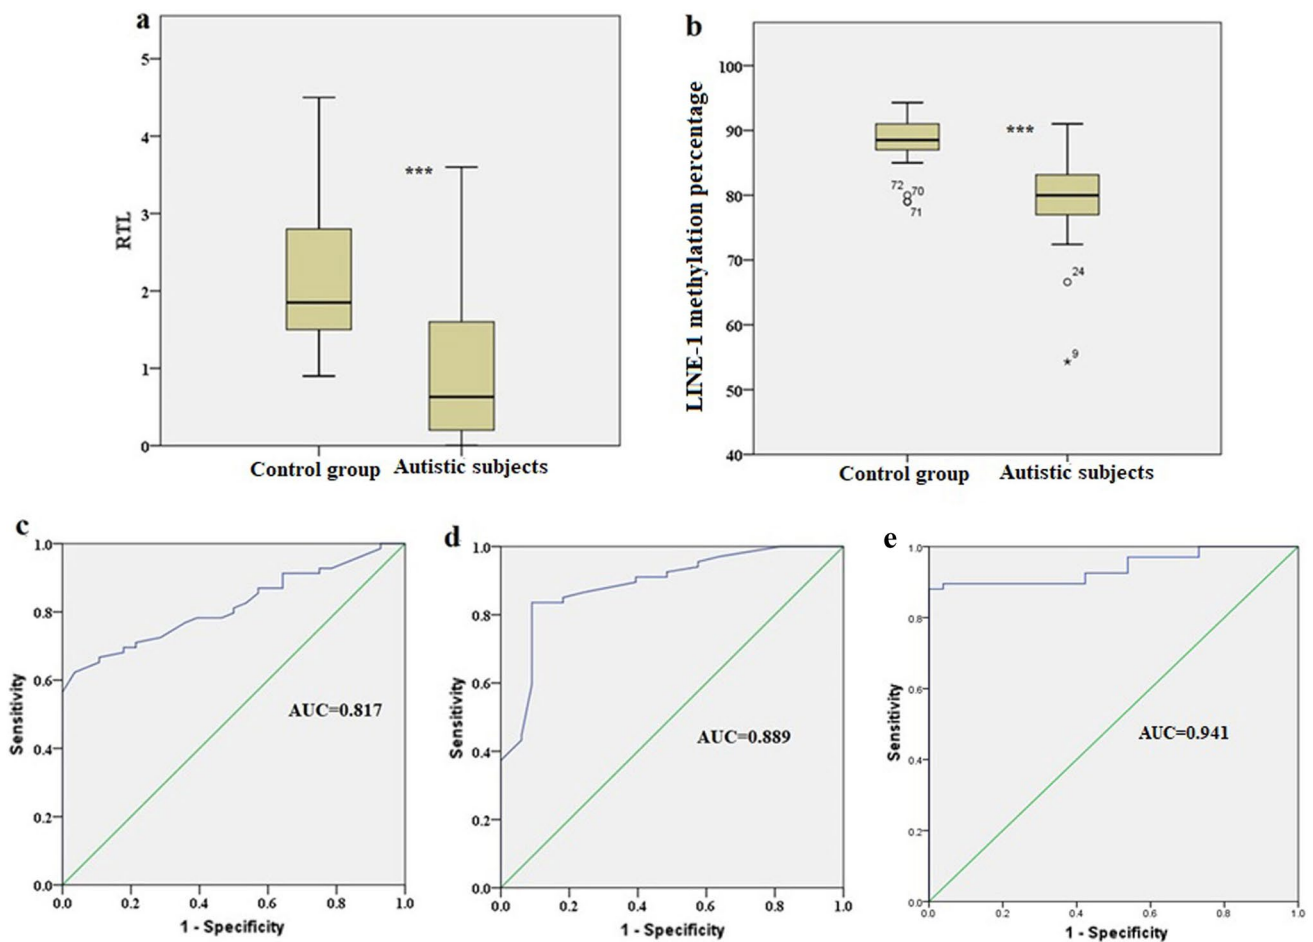 a
5
4
3
2
1
0
RTL
***
Control group
Autistic subjects
b
100
90
80
70
60
50
40
LINE-1 methylation percentage
72
70
71
***
24
9
Control group
Autistic subjects
c
1.0
0.8
0.6
0.4
0.2
0.0
Sensitivity
AUC=0.817
0.0 0.2 0.4 0.6 0.8 1.0
1 - Specificity
d
1.0
0.8
0.6
0.4
0.2
0.0
Sensitivity
AUC=0.889
0.0 0.2 0.4 0.6 0.8 1.0
1 - Specificity
e
1.0
0.8
0.6
0.4
0.2
0.0
Sensitivity
AUC=0.941
0.0 0.2 0.4 0.6 0.8 1.0
1 - Specificity